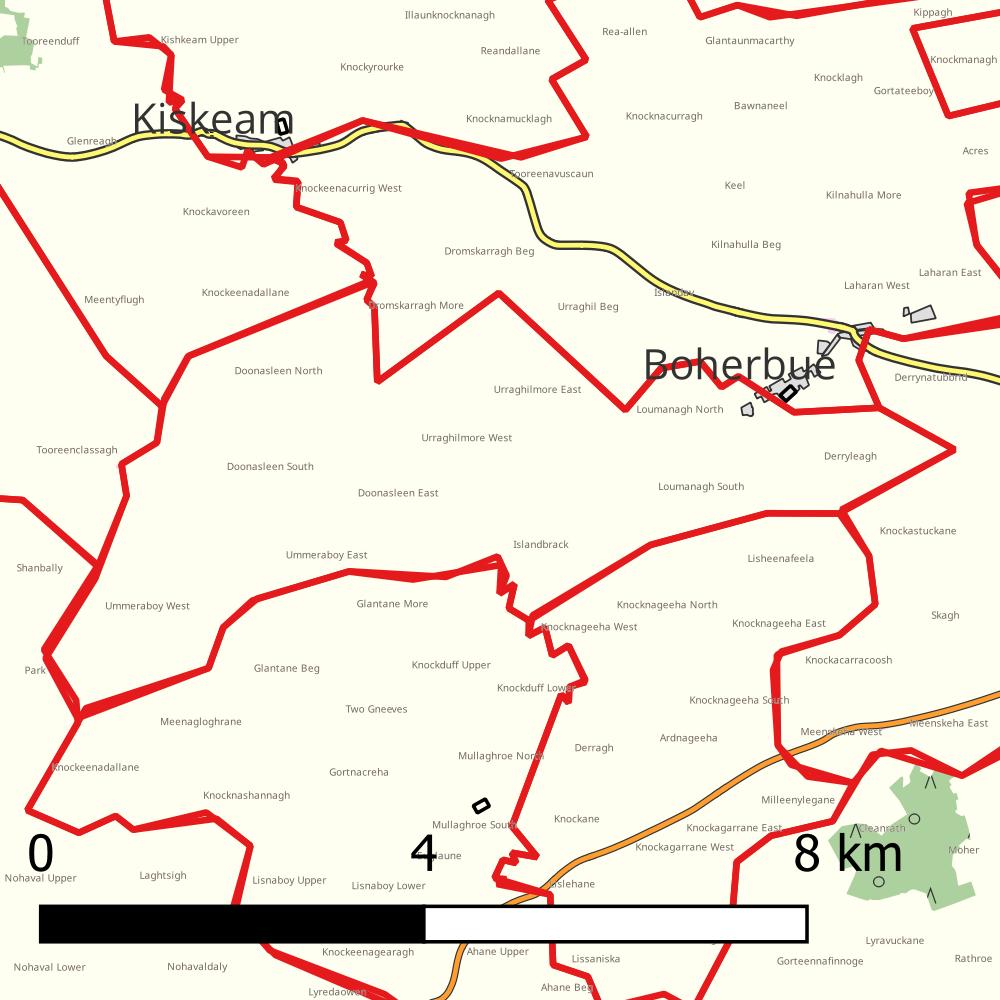 Illaunknocknanagh
Kippagh
Rea-allen
Tooreenduff
Kishkeam Upper
Glantaunmacarthy
Reandallane
Knockmanagh
Knockyrourke
Knocklagh
Gortateeboy
Bawnaneel
Kiskeam
Knocknamucklagh
Knocknacurragh
Glenreagh
Acres
Tooreenavuscaun
Keel
Knockeenacurrig West
Kilnahulla More
Knockavoreen
Kilnahulla Beg
Dromskarragh Beg
Laharan East
Laharan West
Knockeenadallane
Islandav
Meentyflugh
Dromskarragh More
Urraghil Beg
Boherbue
Doonasleen North
Derrynatubbrid
Urraghilmore East
Loumanagh North
Urraghilmore West
Tooreenclassagh
Derryleagh
Doonasleen South
Loumanagh South
Doonasleen East
Knockastuckane
Islandbrack
Ummeraboy East
Lisheenafeela
Shanbally
Glantane More
Knocknageeha North
Ummeraboy West
Skagh
Knocknageeha East
Knocknageeha West
Knockacarracoosh
Knockduff Upper
Glantane Beg
Park
Knockduff Lower
Knocknageeha South
Two Gneeves
Meenagloghrane
Meenskeha East
Meenskeha West
Ardnageeha
Derragh
Mullaghroe North
Knockeenadallane
Gortnacreha
Knocknashannagh
Milleenylegane
Knockane
Mullaghroe South
Knockagarrane East
Cleanrath
Knockagarrane West
Moher
0 4 8 km
Laghtsigh
Nohaval Upper
Lisnaboy Upper
Lisnaboy Lower
Lyravuckane
Knockeenagearagh
Ahane Upper
Lissaniska
Rathroe
Gorteennafinnoge
Nohaval Lower
Nohavaldaly
Ahane Beg
Lyredaowen